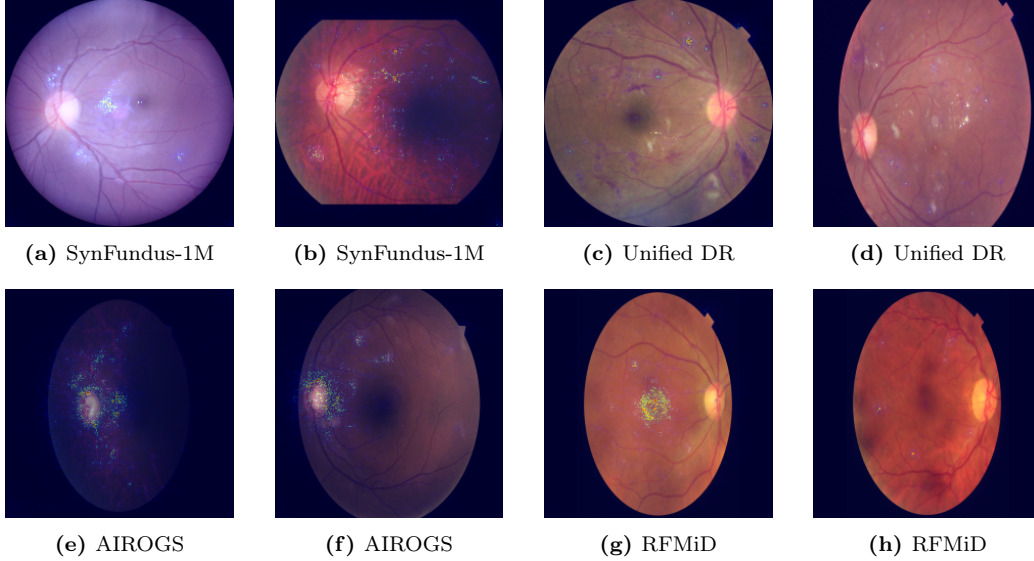 (a) SynFundus-1M
(b) SynFundus-1M
(c) Unified DR
(d) Unified DR
(e) AIROGS
(f) AIROGS
(g) RFMiD
(h) RFMiD